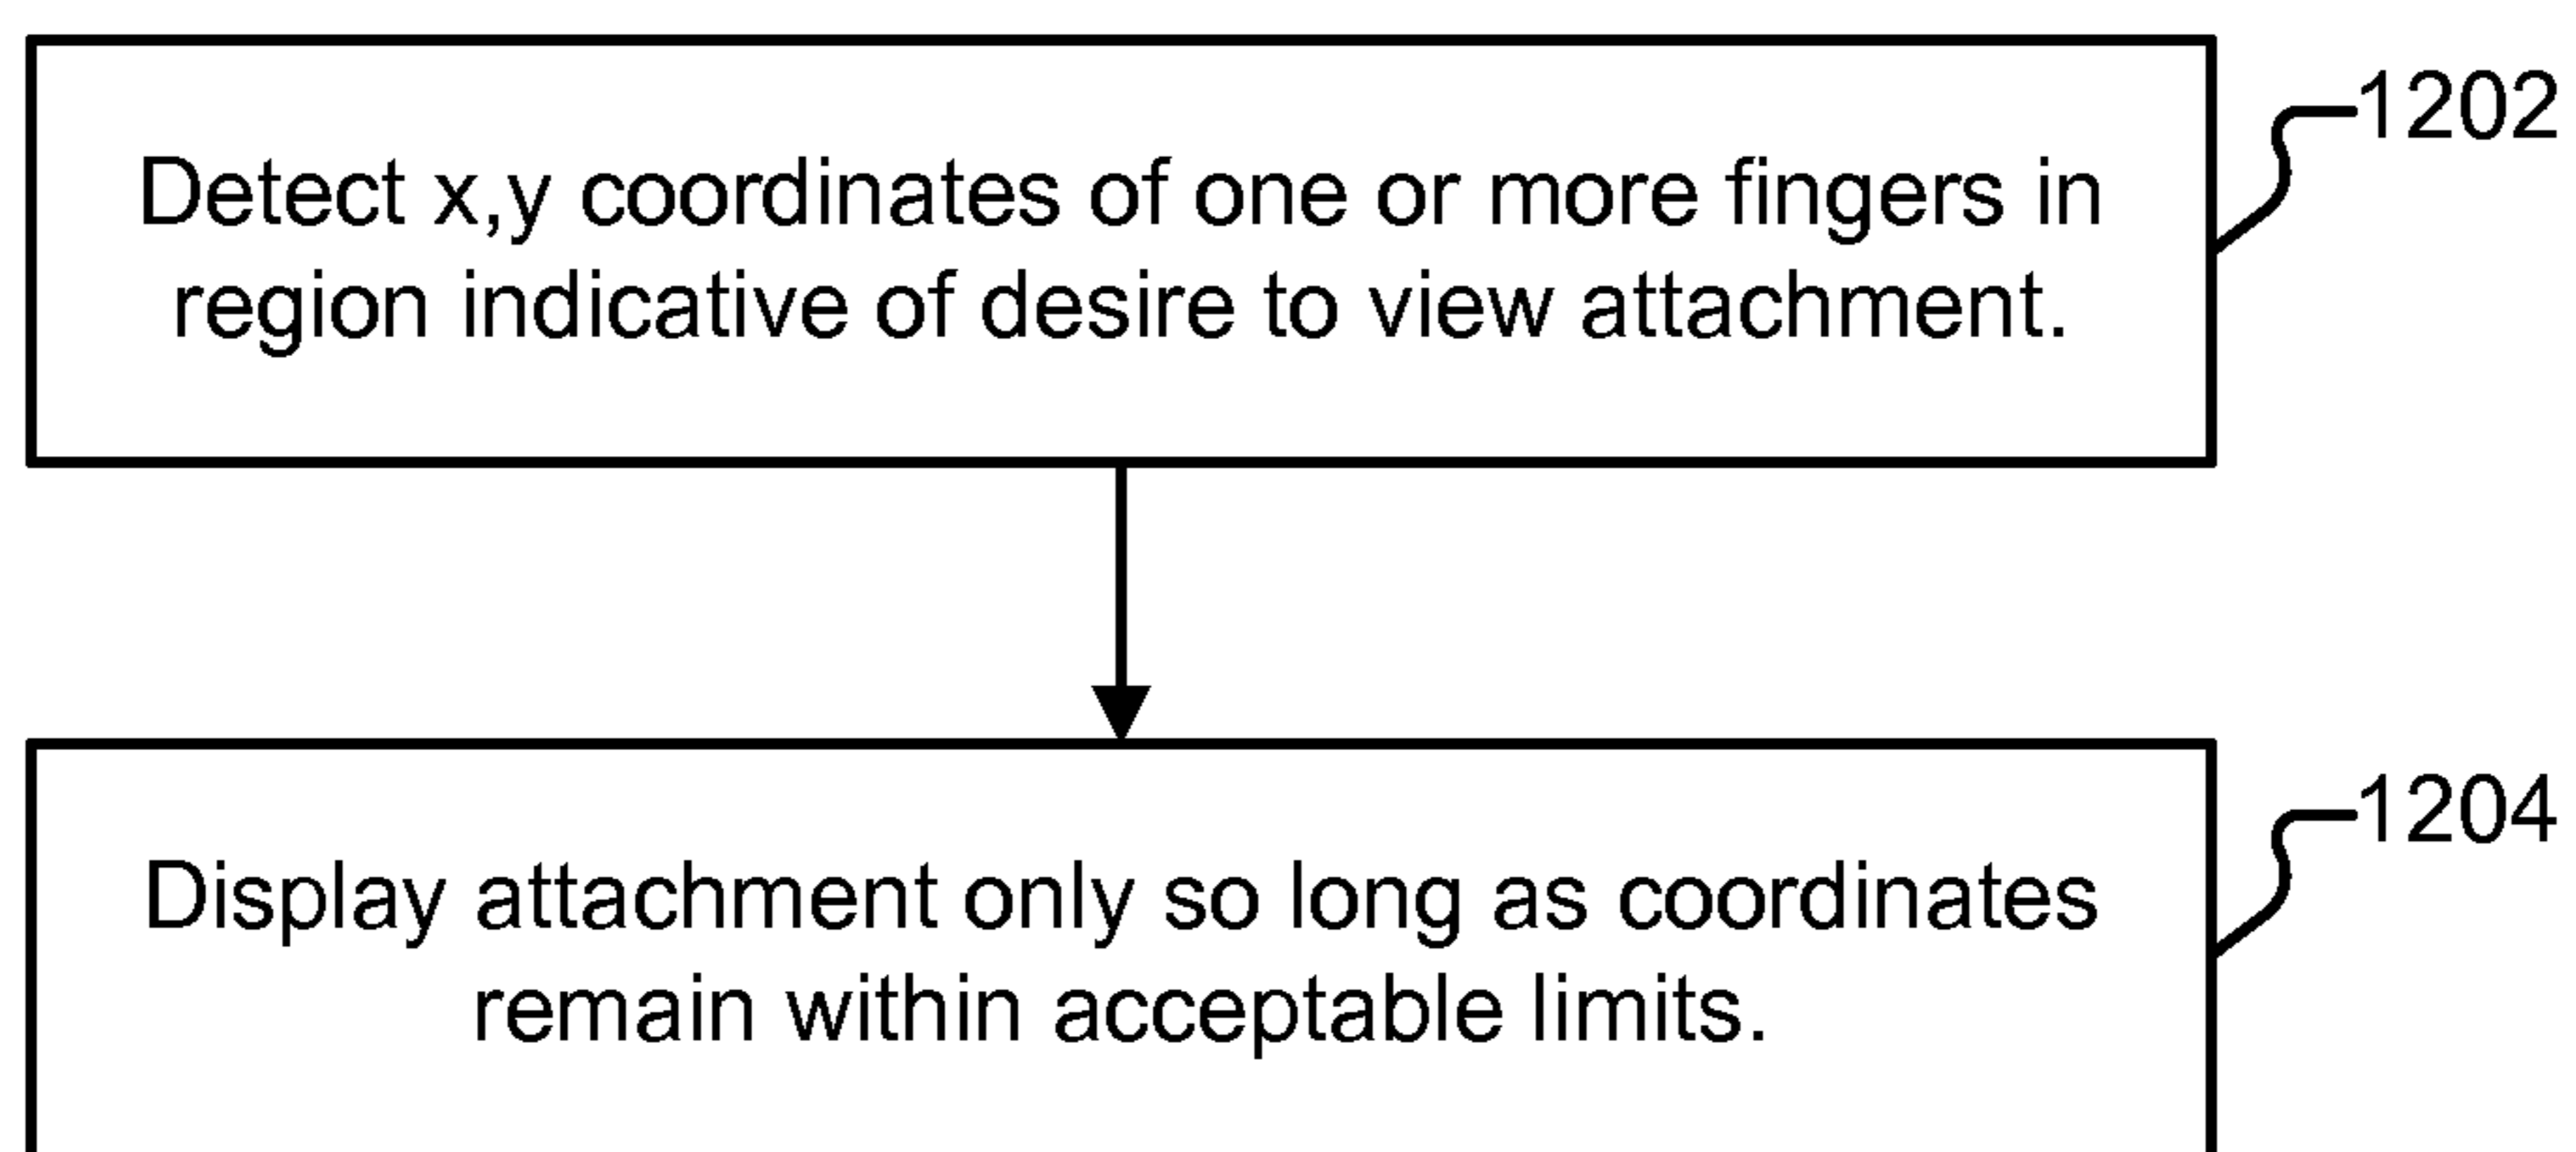 1202
Detect x,y coordinates of one or more fingers in
region indicative of desire to view attachment.
1204
Display attachment only so long as coordinates
remain within acceptable limits.